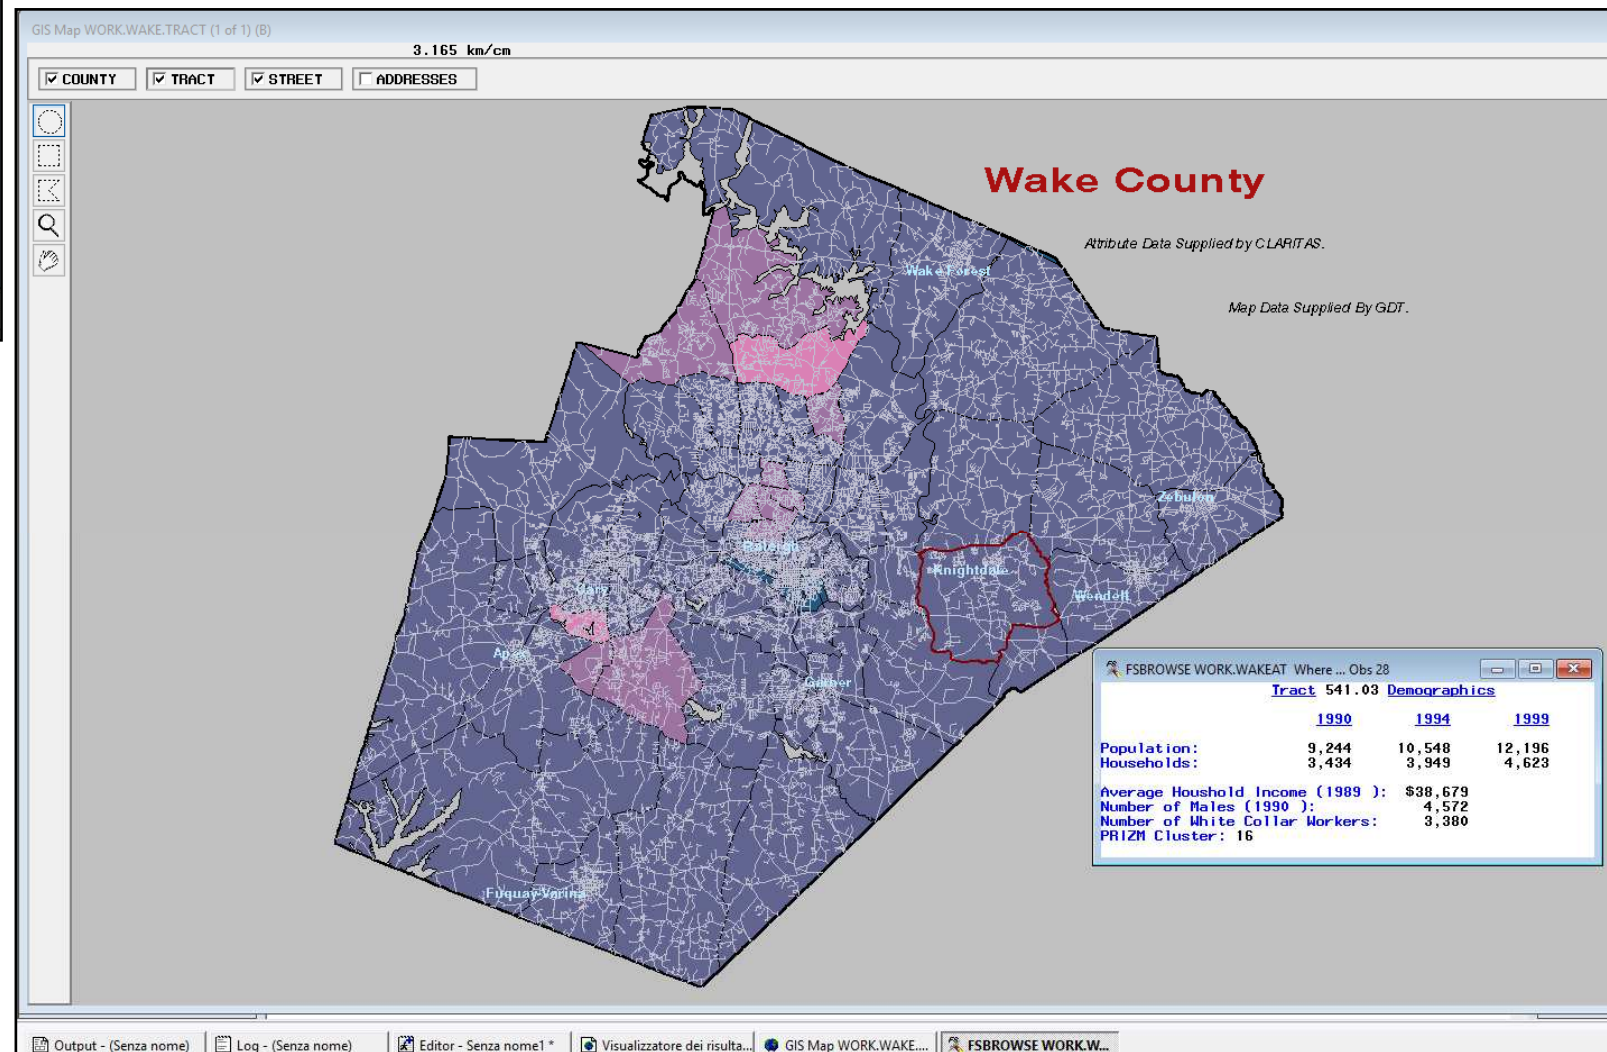 GIS Map WORK.WAKE.TRACT (1 of 1) (B)
3.165 km/cm
COUNTY TRACT STREET ADDRESSES
Wake County
Attribute Data Supplied by CLARITAS.
Wake Forest
Map Data Supplied By GDT.
Zebulon
Raleigh
Knightdale
Cary
Wendell
Apex
Garner
Fuquay-Varina
FSBROWSE WORK.WAKEAT Where ... Obs 28
Tract 541.03 Demographics
1990 1994 1999
Population: 9,244 10,548 12,196
Households: 3,434 3,949 4,623
Average Houshold Income (1989 ): $38,679
Number of Males (1990 ): 4,572
Number of White Collar Workers: 3,380
PRIZM Cluster: 16
Output - (Senza nome) Log - (Senza nome) Editor - Senza nome1 * Visualizzatore dei risulta... GIS Map WORK.WAKE.... FSBROWSE WORK.W...